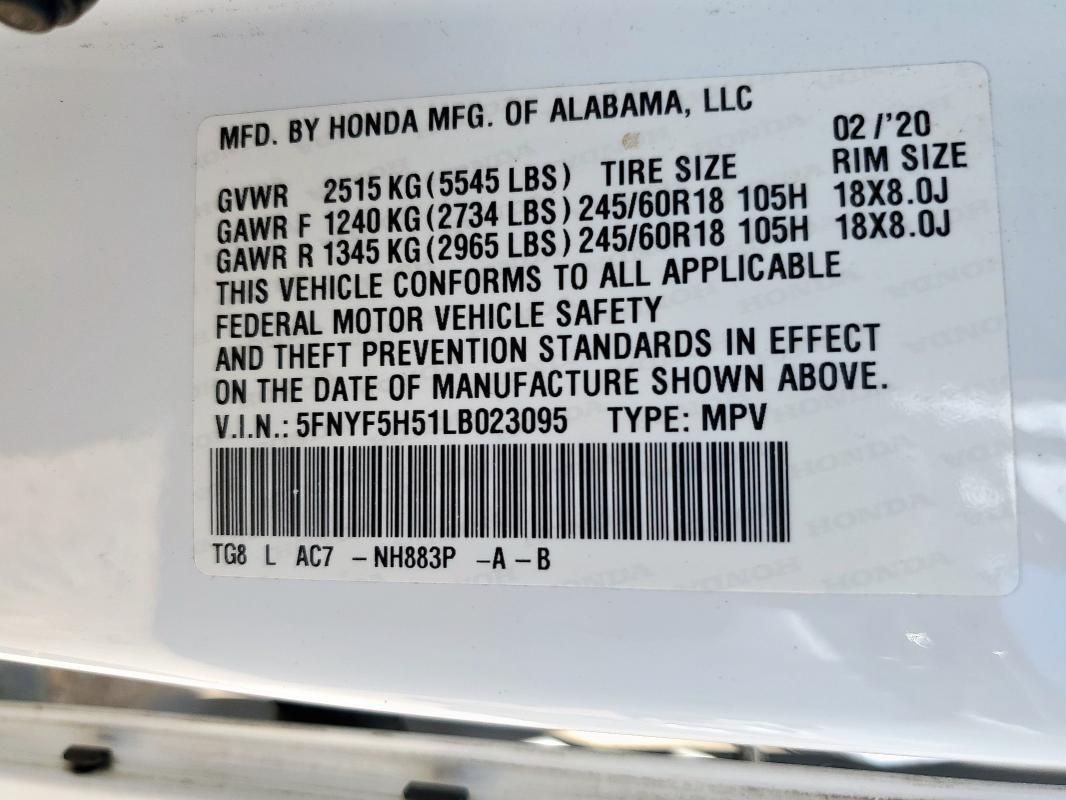 MFD. BY HONDA MFG. OF ALABAMA, LLC 02 /'20
GVWR 2515 KG (5545 LBS) TIRE SIZE RIM SIZE
GAWR F 1240 KG (2734 LBS) 245/60R18 105H 18X8.0J
GAWR R 1345 KG (2965 LBS) 245/60R18 105H 18X8.0J
THIS VEHICLE CONFORMS TO ALL APPLICABLE
FEDERAL MOTOR VEHICLE SAFETY
AND THEFT PREVENTION STANDARDS IN EFFECT
ON THE DATE OF MANUFACTURE SHOWN ABOVE.
V.I.N.: 5FNYF5H51LB023095 TYPE: MPV
TG8 L AC7 - NH883P - A - B